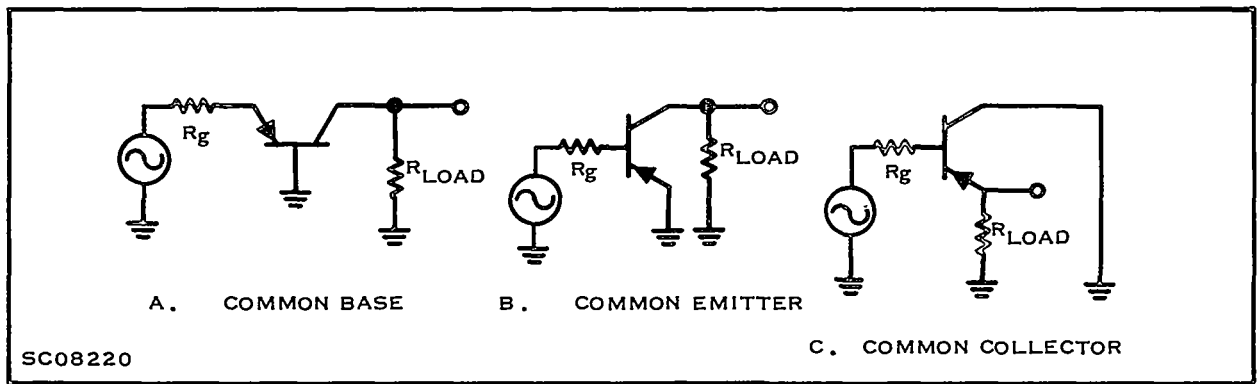 Rg
RLOAD
A. COMMON BASE
Rg
RLOAD
B. COMMON EMITTER
Rg
RLOAD
C. COMMON COLLECTOR
SC08220